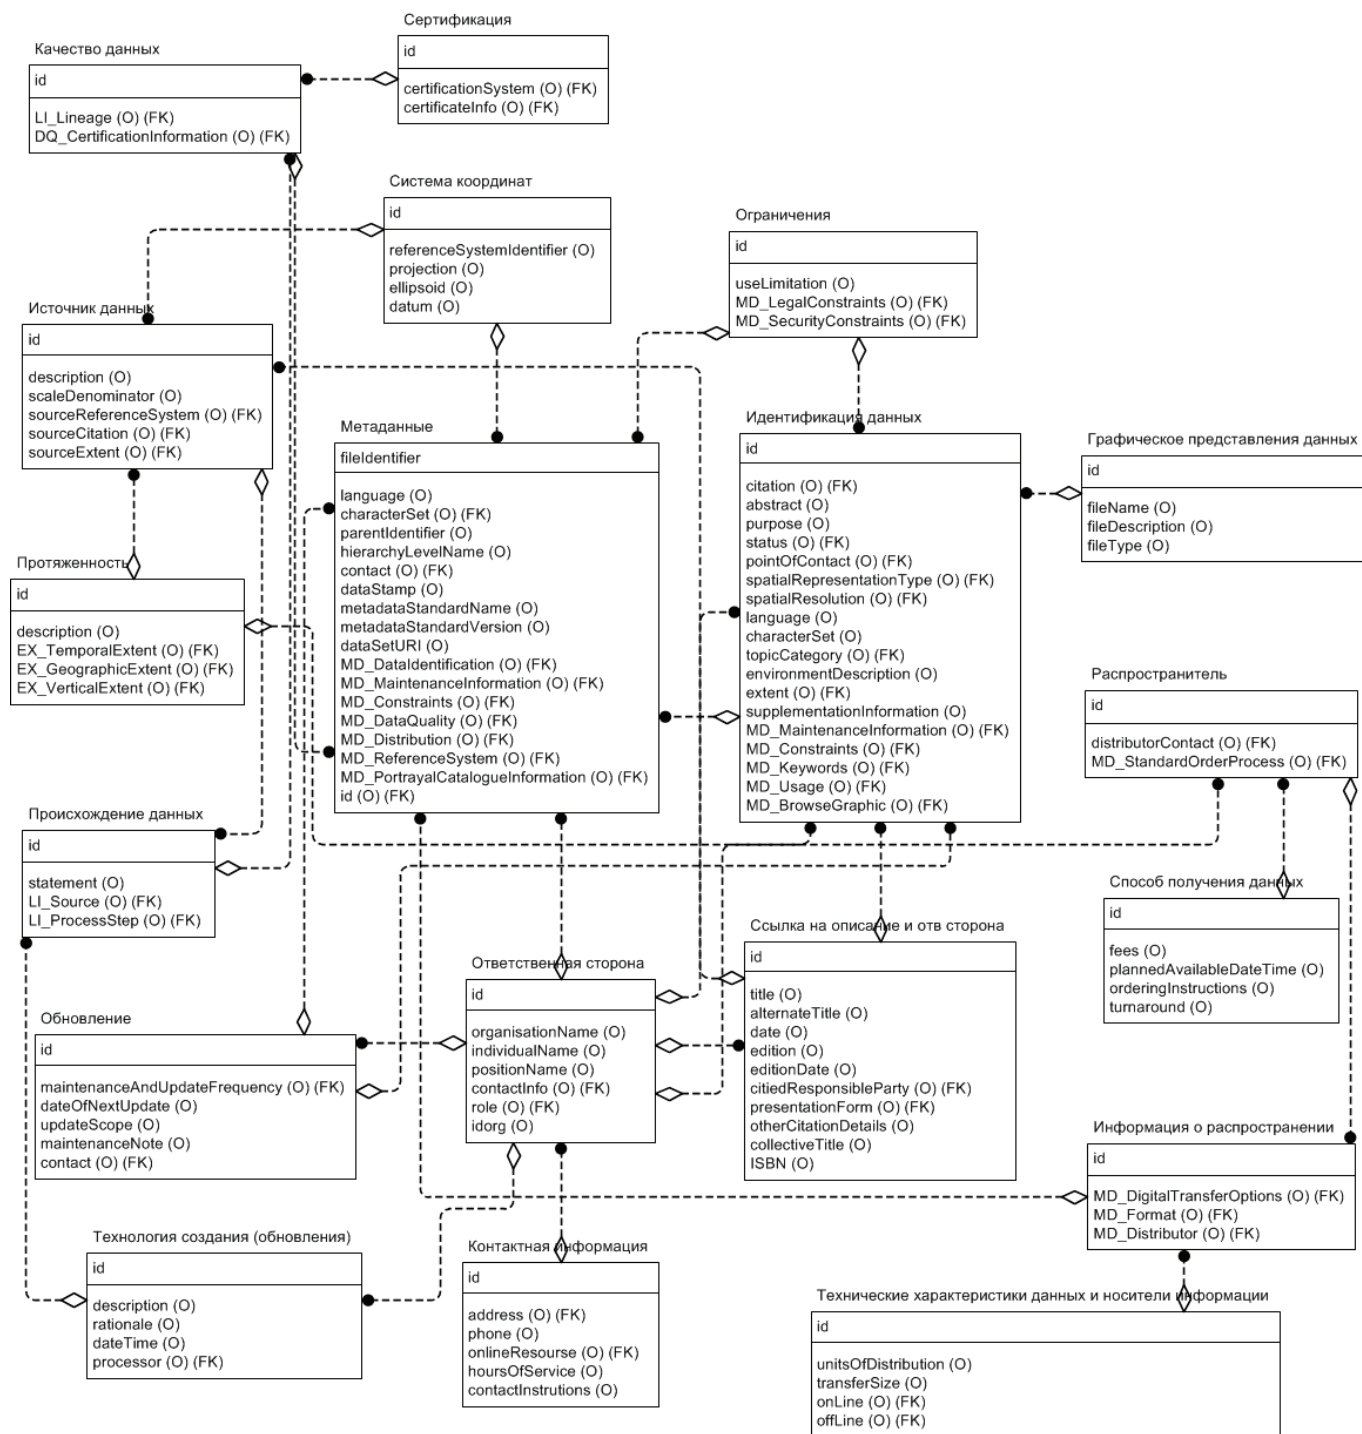 Сертификация
id
certificationSystem (O) (FK)
certificateInfo (O) (FK)
Качество данных
id
LI_Lineage (O) (FK)
DQ_CertificationInformation (O) (FK)
Система координат
id
referenceSystemIdentifier (O)
projection (O)
ellipsoid (O)
datum (O)
Ограничения
id
useLimitation (O)
MD_LegalConstraints (O) (FK)
MD_SecurityConstraints (O) (FK)
Источник данных
id
description (O)
scaleDenominator (O)
sourceReferenceSystem (O) (FK)
sourceCitation (O) (FK)
sourceExtent (O) (FK)
Метаданные
fileIdentifier
language (O)
characterSet (O) (FK)
parentIdentifier (O)
hierarchyLevelName (O)
contact (O) (FK)
dataStamp (O)
metadataStandardName (O)
metadataStandardVersion (O)
dataSetURI (O)
MD_DataIdentification (O) (FK)
MD_MaintenanceInformation (O) (FK)
MD_Constraints (O) (FK)
MD_DataQuality (O) (FK)
MD_Distribution (O) (FK)
MD_ReferenceSystem (O) (FK)
MD_PortrayalCatalogueInformation (O) (FK)
id (O) (FK)
Идентификация данных
id
citation (O) (FK)
abstract (O)
purpose (O)
status (O) (FK)
pointOfContact (O) (FK)
spatialRepresentationType (O) (FK)
spatialResolution (O) (FK)
language (O)
characterSet (O)
topicCategory (O) (FK)
environmentDescription (O)
extent (O) (FK)
supplementationInformation (O)
MD_MaintenanceInformation (O) (FK)
MD_Constraints (O) (FK)
MD_Keywords (O) (FK)
MD_Usage (O) (FK)
MD_BrowseGraphic (O) (FK)
Графическое представления данных
id
fileName (O)
fileDescription (O)
fileType (O)
Протяженность
id
description (O)
EX_TemporalExtent (O) (FK)
EX_GeographicExtent (O) (FK)
EX_VerticalExtent (O) (FK)
Распространитель
id
distributorContact (O) (FK)
MD_StandardOrderProcess (O) (FK)
Происхождение данных
id
statement (O)
LI_Source (O) (FK)
LI_ProcessStep (O) (FK)
Способ получения данных
id
fees (O)
plannedAvailableDateTime (O)
orderingInstructions (O)
turnaround (O)
Ссылка на описание и отв сторона
id
title (O)
alternateTitle (O)
date (O)
edition (O)
editionDate (O)
citiedResponsibleParty (O) (FK)
presentationForm (O) (FK)
otherCitationDetails (O)
collectiveTitle (O)
ISBN (O)
Ответственная сторона
id
organisationName (O)
individualName (O)
positionName (O)
contactInfo (O) (FK)
role (O) (FK)
idorg (O)
Обновление
id
maintenanceAndUpdateFrequency (O) (FK)
dateOfNextUpdate (O)
updateScope (O)
maintenanceNote (O)
contact (O) (FK)
Информация о распространении
id
MD_DigitalTransferOptions (O) (FK)
MD_Format (O) (FK)
MD_Distributor (O) (FK)
Технология создания (обновления)
id
description (O)
rationale (O)
dateTime (O)
processor (O) (FK)
Контактная информация
id
address (O) (FK)
phone (O)
onlineResourse (O) (FK)
hoursOfService (O)
contactInstrutions (O)
Технические характеристики данных и носители информации
id
unitsOfDistribution (O)
transferSize (O)
onLine (O) (FK)
offLine (O) (FK)